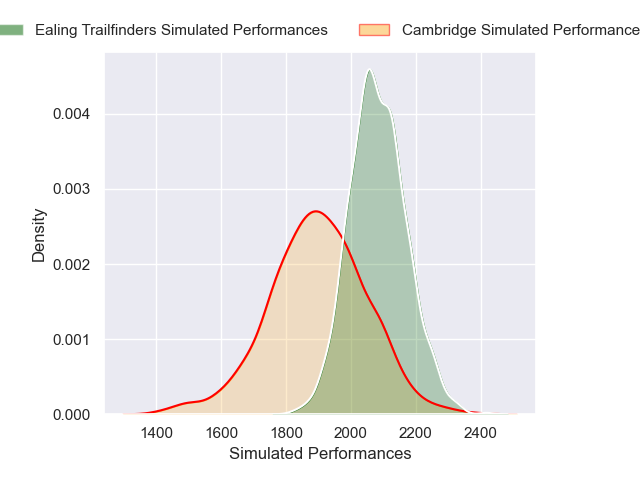 Ealing Trailfinders Simulated Performances
Cambridge Simulated Performance
0.004
0.003
0.002
0.001
0.000
Density
1400 1600 1800 2000 2200 2400
Simulated Performances